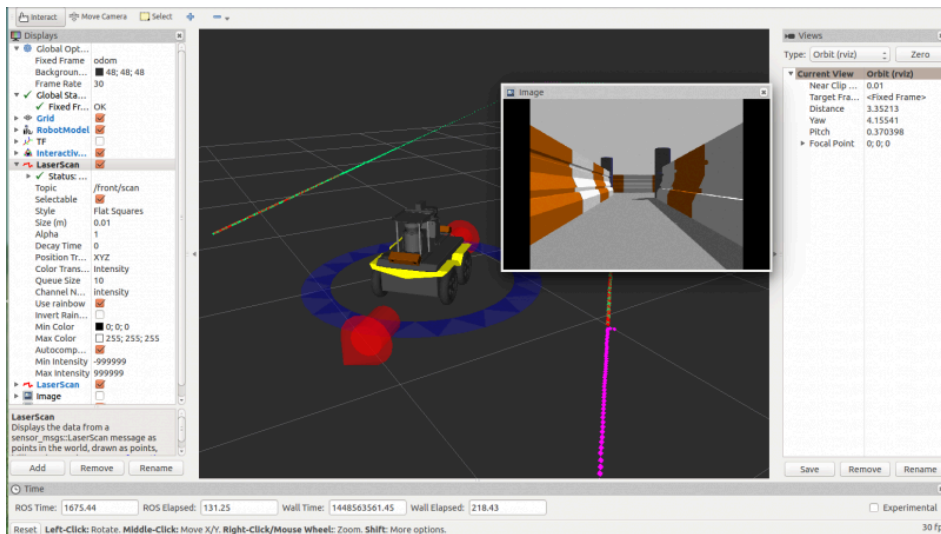 Interact Move Camera Select
Displays
Global Opt...
Fixed Frame odom
Backgroun... 48; 48; 48
Frame Rate 30
Global Sta...
Fixed Fr... OK
Grid
RobotModel
TF
Interactiv...
LaserScan
Status: ...
Topic /front/scan
Selectable
Style Flat Squares
Size (m) 0.01
Alpha 1
Decay Time 0
Position Tr... XYZ
Color Trans... Intensity
Queue Size 10
Channel N... intensity
Use rainbow
Invert Rain...
Min Color 0; 0; 0
Max Color 255; 255; 255
Autocomp...
Min Intensity -999999
Max Intensity 999999
LaserScan
Image
LaserScan
Displays the data from a
sensor_msgs::LaserScan message as
points in the world, drawn as points,
Add Remove Rename
Image
Views
Type: Orbit (rviz) Zero
Current View Orbit (rviz)
Near Clip ... 0.01
Target Fra... <Fixed Frame>
Distance 3.35213
Yaw 4.15541
Pitch 0.370398
Focal Point 0; 0; 0
Save Remove Rename
Time
ROS Time: 1675.44 ROS Elapsed: 131.25 Wall Time: 1448563561.45 Wall Elapsed: 218.43 Experimental
Reset Left-Click: Rotate. Middle-Click: Move X/Y. Right-Click/Mouse Wheel: Zoom. Shift: More options. 30 fp